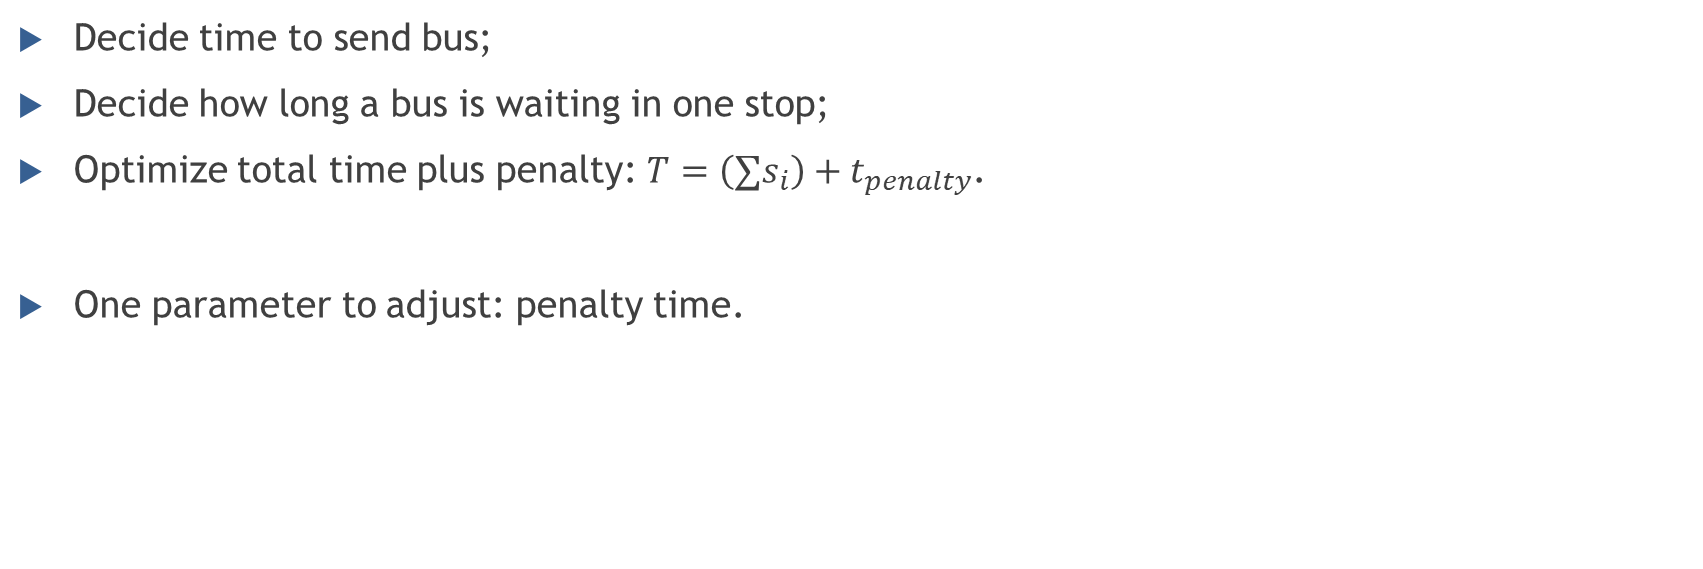 ▶ Decide time to send bus;
▶ Decide how long a bus is waiting in one stop;
▶ Optimize total time plus penalty: T = (∑s_i) + t_penalty.
▶ One parameter to adjust: penalty time.